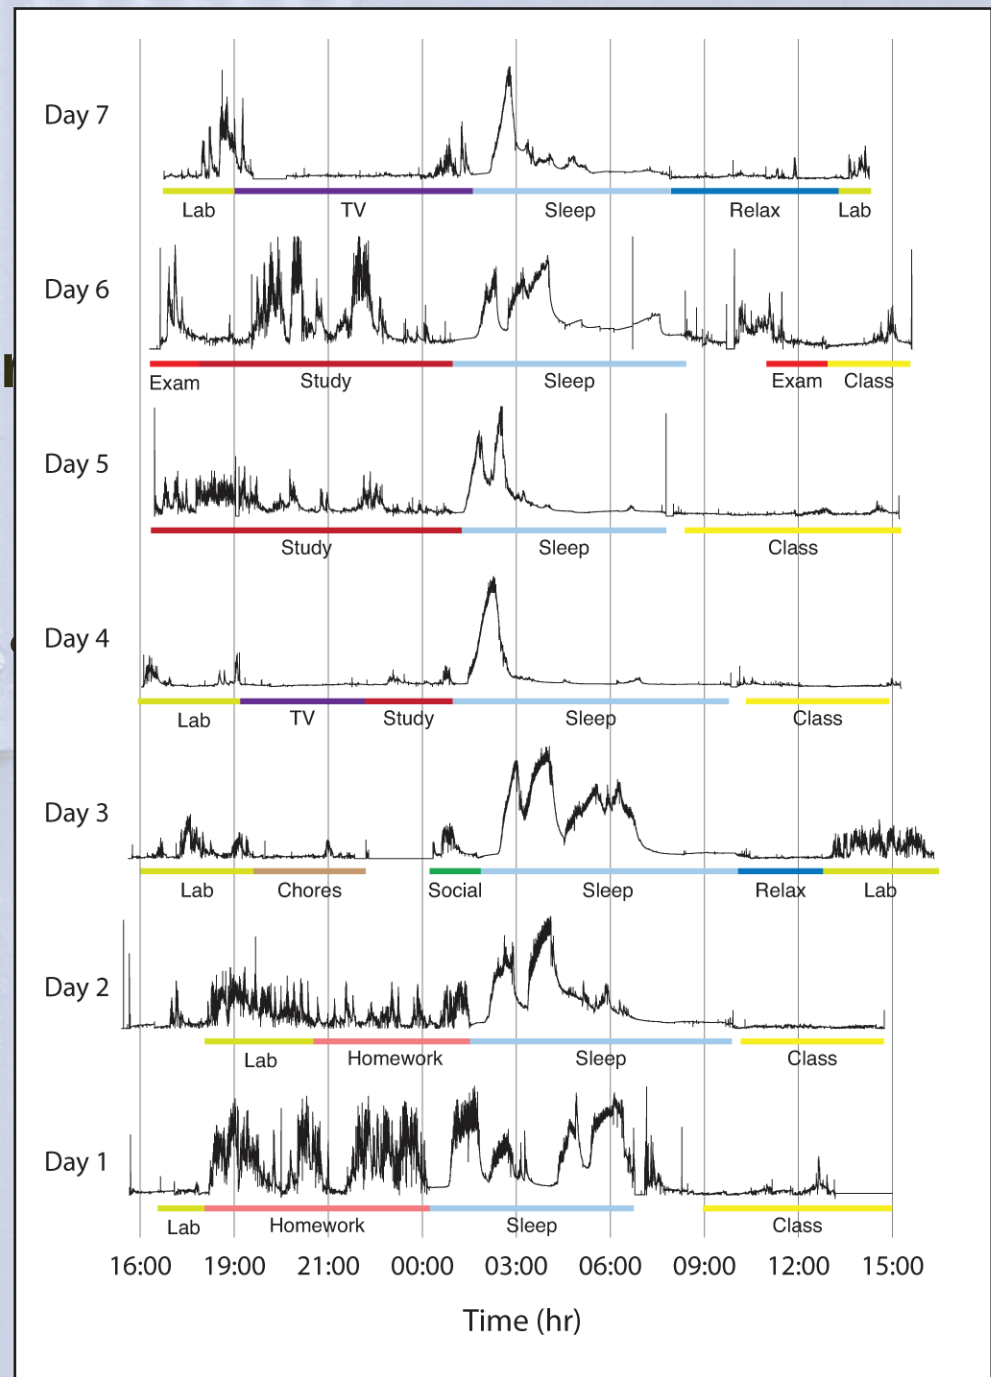 Day 7
Lab TV Sleep Relax Lab
Day 6
Exam Study Sleep Exam Class
Day 5
Study Sleep Class
Day 4
Lab TV Study Sleep Class
Day 3
Lab Chores Social Sleep Relax Lab
Day 2
Lab Homework Sleep Class
Day 1
Lab Homework Sleep Class
16:00 19:00 21:00 00:00 03:00 06:00 09:00 12:00 15:00
Time (hr)